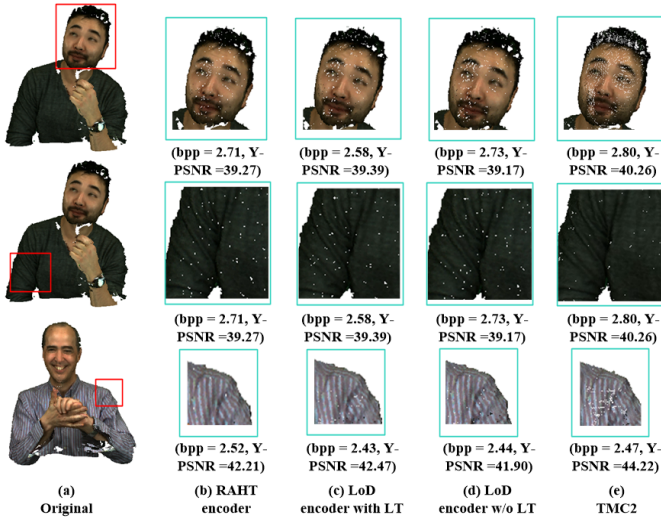 (bpp = 2.71, Y-
PSNR =39.27)
(bpp = 2.58, Y-
PSNR =39.39)
(bpp = 2.73, Y-
PSNR =39.17)
(bpp = 2.80, Y-
PSNR =40.26)
(bpp = 2.71, Y-
PSNR =39.27)
(bpp = 2.58, Y-
PSNR =39.39)
(bpp = 2.73, Y-
PSNR =39.17)
(bpp = 2.80, Y-
PSNR =40.26)
(bpp = 2.52, Y-
PSNR =42.21)
(bpp = 2.43, Y-
PSNR =42.47)
(bpp = 2.44, Y-
PSNR =41.90)
(bpp = 2.47, Y-
PSNR =44.22)
(a)
Original
(b) RAHT
encoder
(c) LoD
encoder with LT
(d) LoD
encoder w/o LT
(e)
TMC2